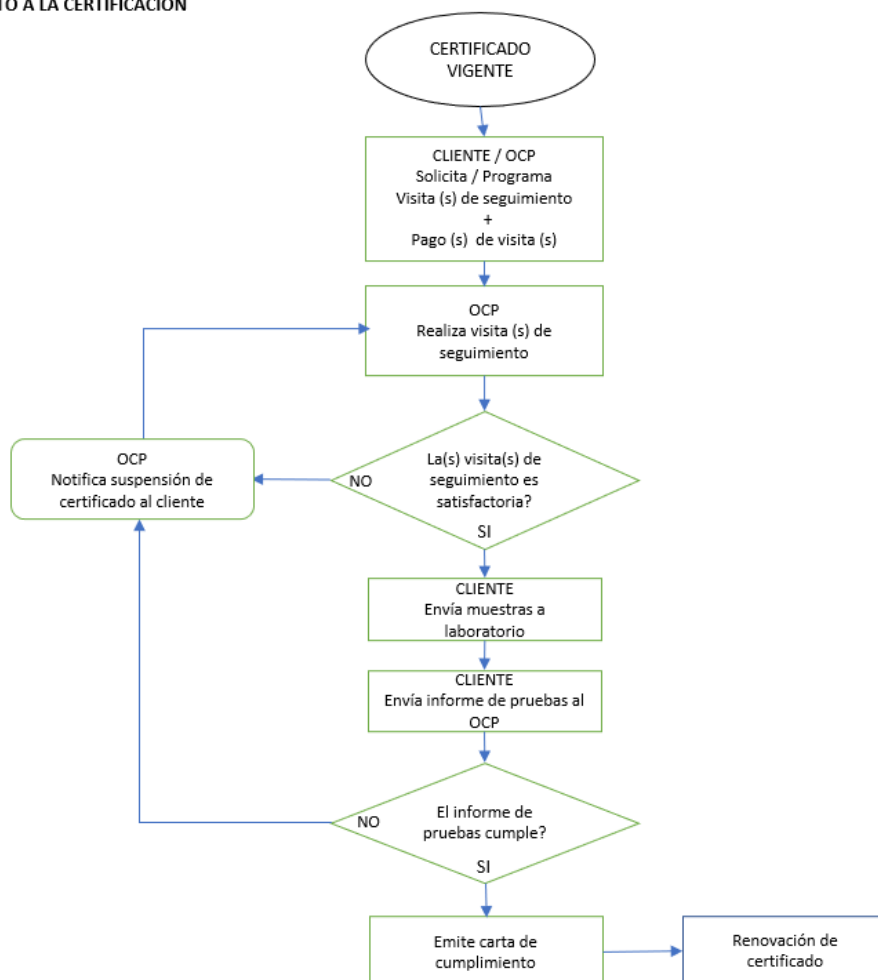 TO A LA CERTIFICACIÓN
CERTIFICADO
VIGENTE
CLIENTE / OCP
Solicita / Programa
Visita (s) de seguimiento
+
Pago (s) de visita (s)
OCP
Realiza visita (s) de
seguimiento
OCP
Notifica suspensión de
certificado al cliente
NO
La(s) visita(s) de
seguimiento es
satisfactoria?
SI
CLIENTE
Envía muestras a
laboratorio
CLIENTE
Envía informe de pruebas al
OCP
NO
El informe de
pruebas cumple?
SI
Emite carta de
cumplimiento
Renovación de
certificado